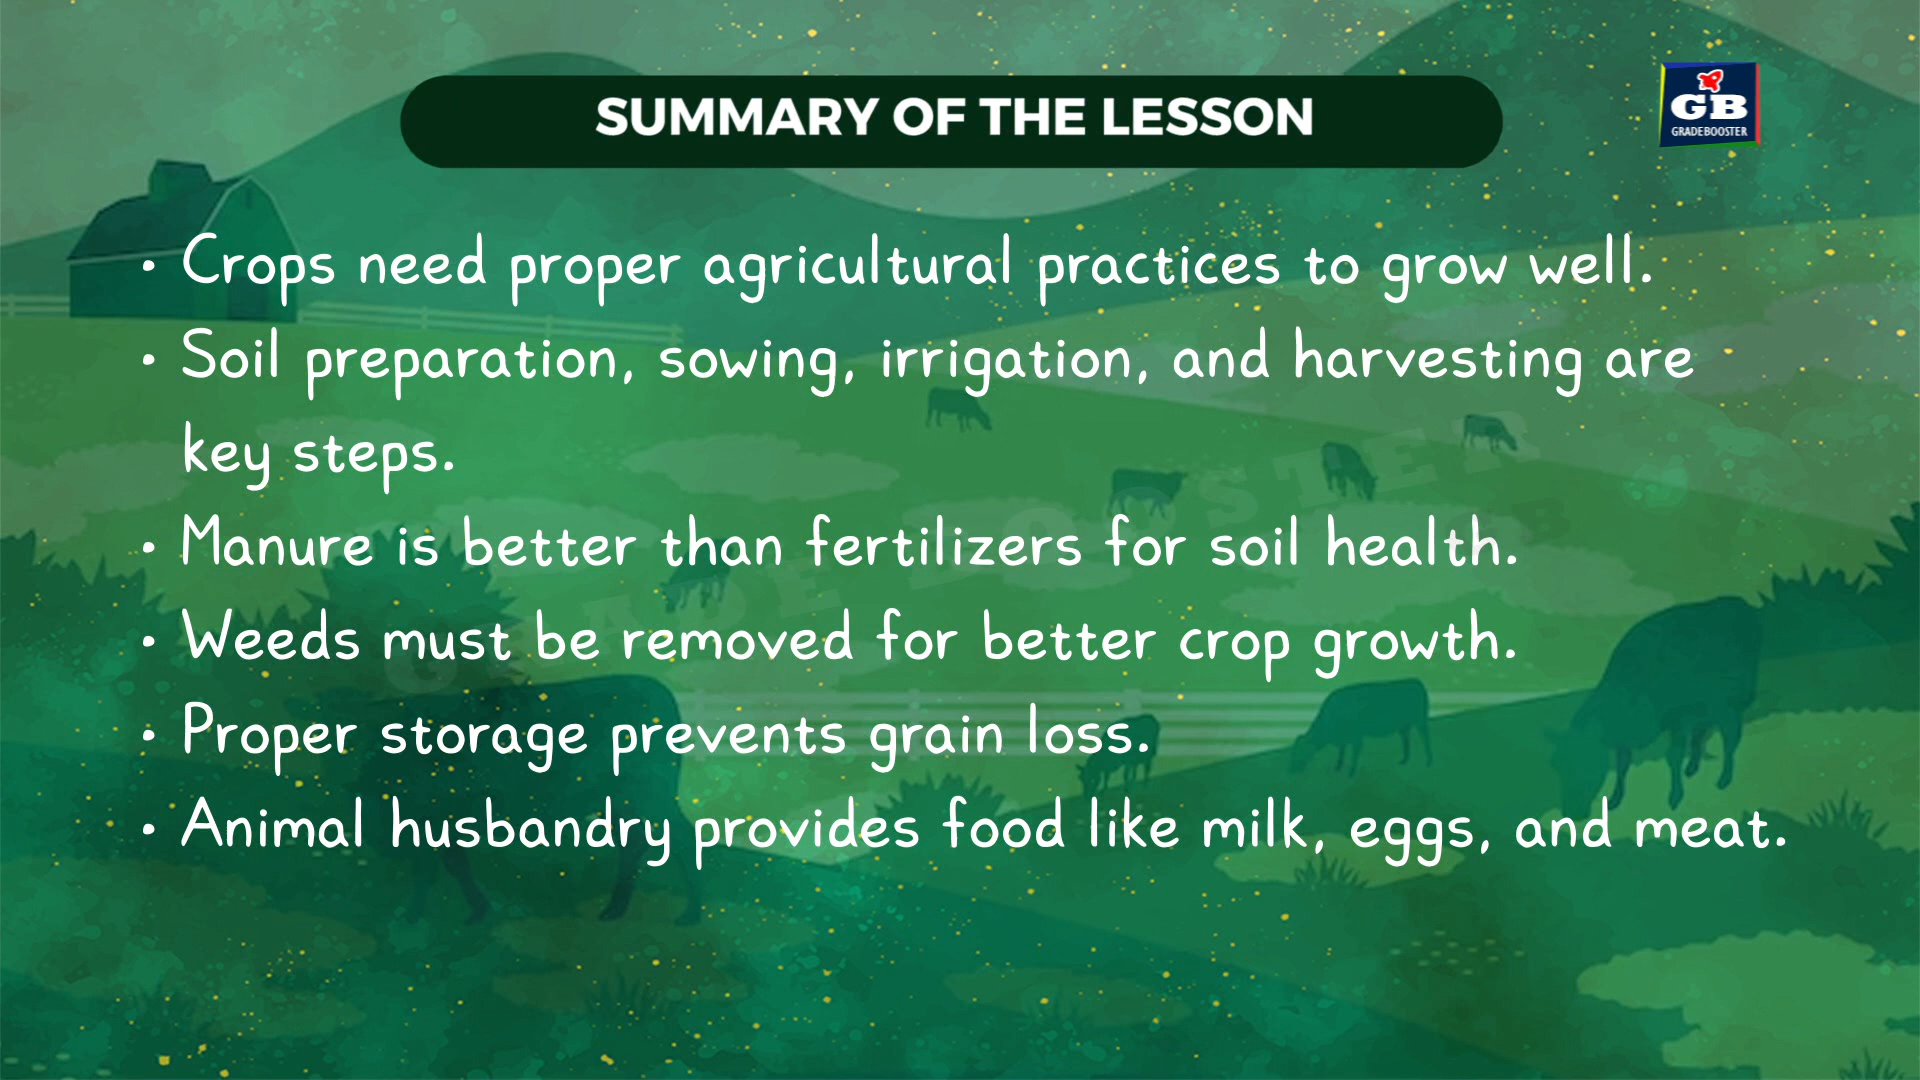 SUMMARY OF THE LESSON
GB
GRADEBOOSTER
• Crops need proper agricultural practices to grow well.
• Soil preparation, sowing, irrigation, and harvesting are
key steps.
• Manure is better than fertilizers for soil health.
• Weeds must be removed for better crop growth.
• Proper storage prevents grain loss.
• Animal husbandry provides food like milk, eggs, and meat.
GRADE BOOSTER